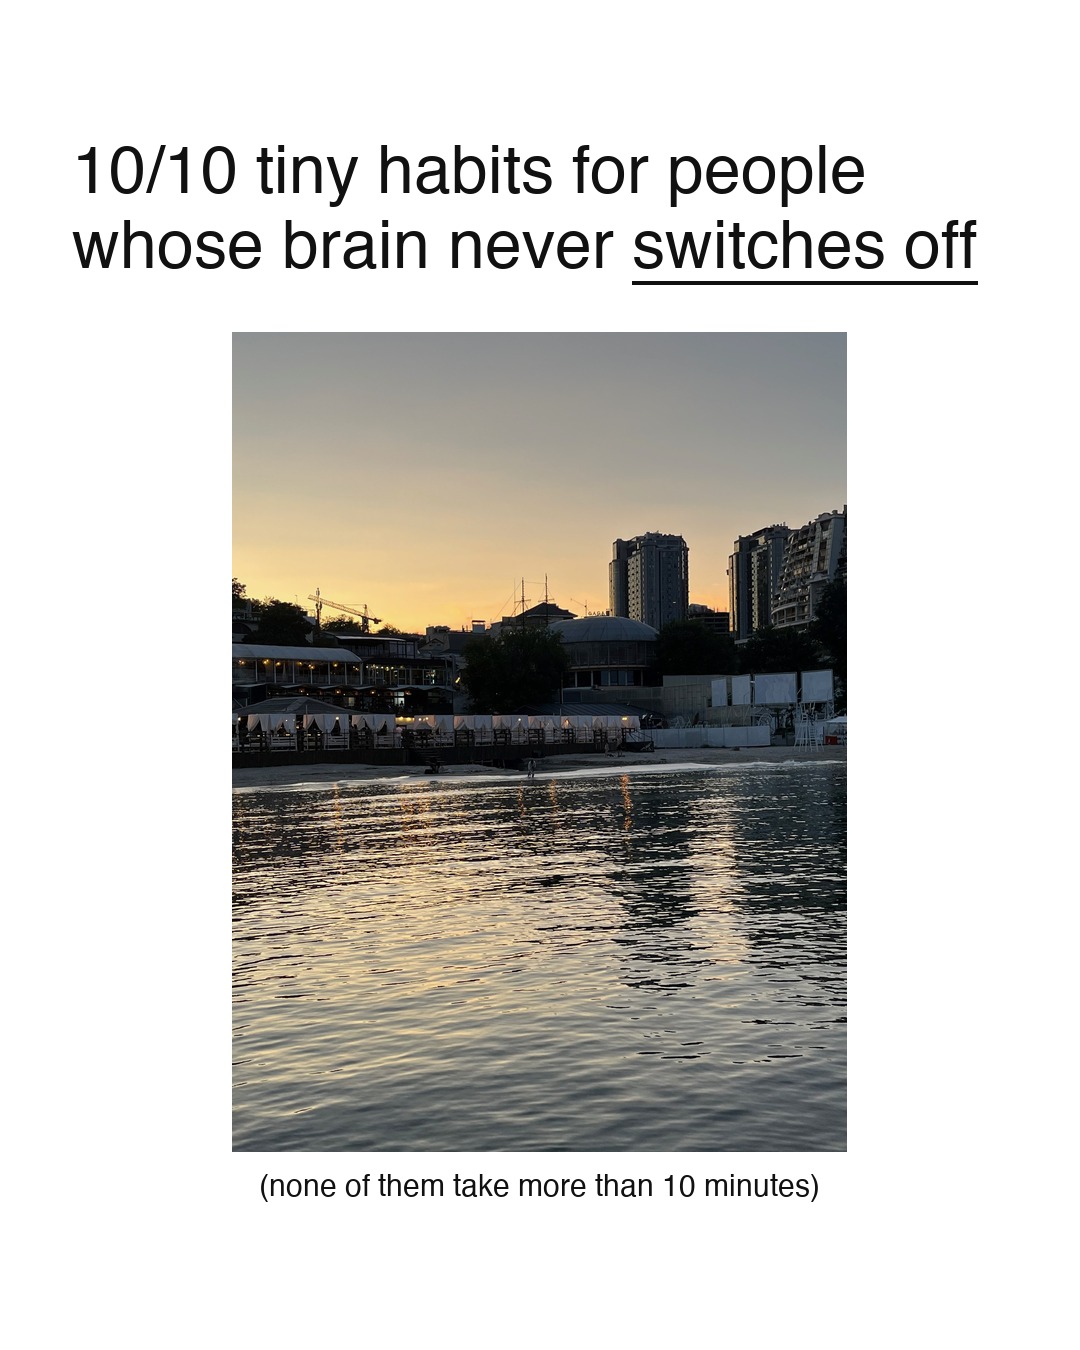 10/10 tiny habits for people
whose brain never switches off
(none of them take more than 10 minutes)